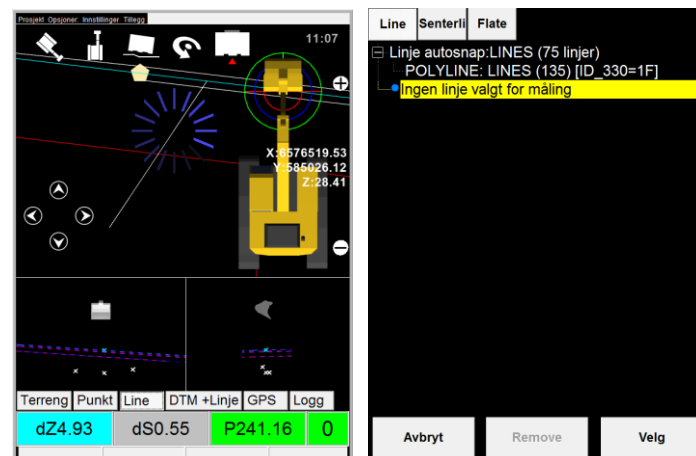 Prosjekt Opsjoner Innstillinger Tillegg
11:07
X:6576519.53
Y:585026.12
Z:28.41
Terreng Punkt Line DTM +Linje GPS Logg
dZ4.93 dS0.55 P241.16 0
Line Senterli Flate
Linje autosnap:LINES (75 linjer)
POLYLINE: LINES (135) [ID_330=1F]
Ingen linje valgt for måling
Avbryt Remove Velg